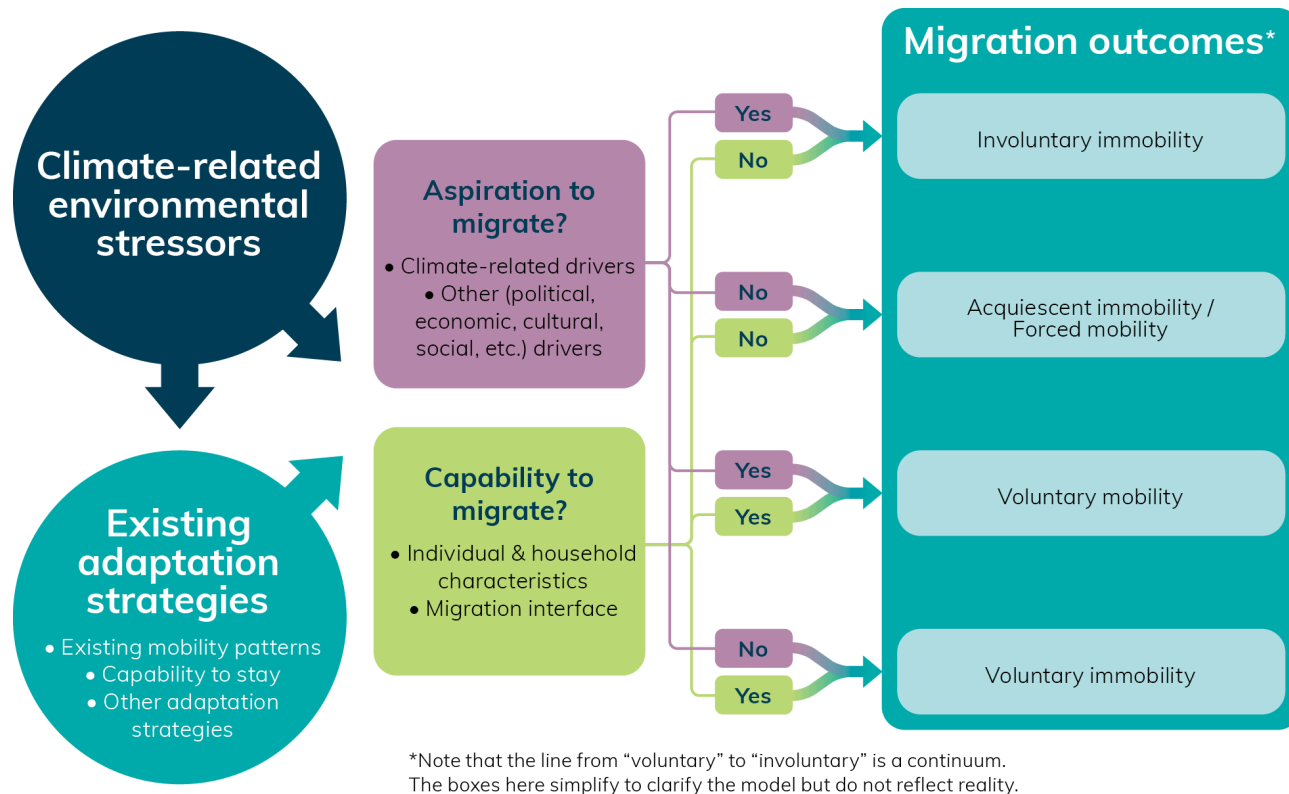 Climate-related
environmental
stressors
Existing
adaptation
strategies
• Existing mobility patterns
• Capability to stay
• Other adaptation
strategies
Aspiration to
migrate?
• Climate-related drivers
• Other (political,
economic, cultural,
social, etc.) drivers
Capability to
migrate?
• Individual & household
characteristics
• Migration interface
Yes
No
No
No
Yes
Yes
No
Yes
Migration outcomes*
Involuntary immobility
Acquiescent immobility /
Forced mobility
Voluntary mobility
Voluntary immobility
*Note that the line from “voluntary” to “involuntary” is a continuum.
The boxes here simplify to clarify the model but do not reflect reality.